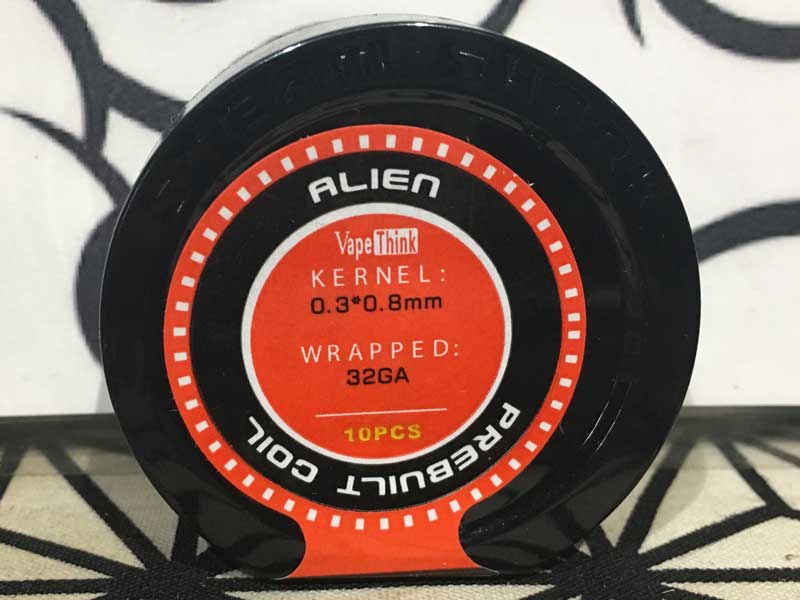 ALIEN
VapeThink
KERNEL:
0.3*0.8mm
WRAPPED:
32GA
10PCS
PREBUILT COIL